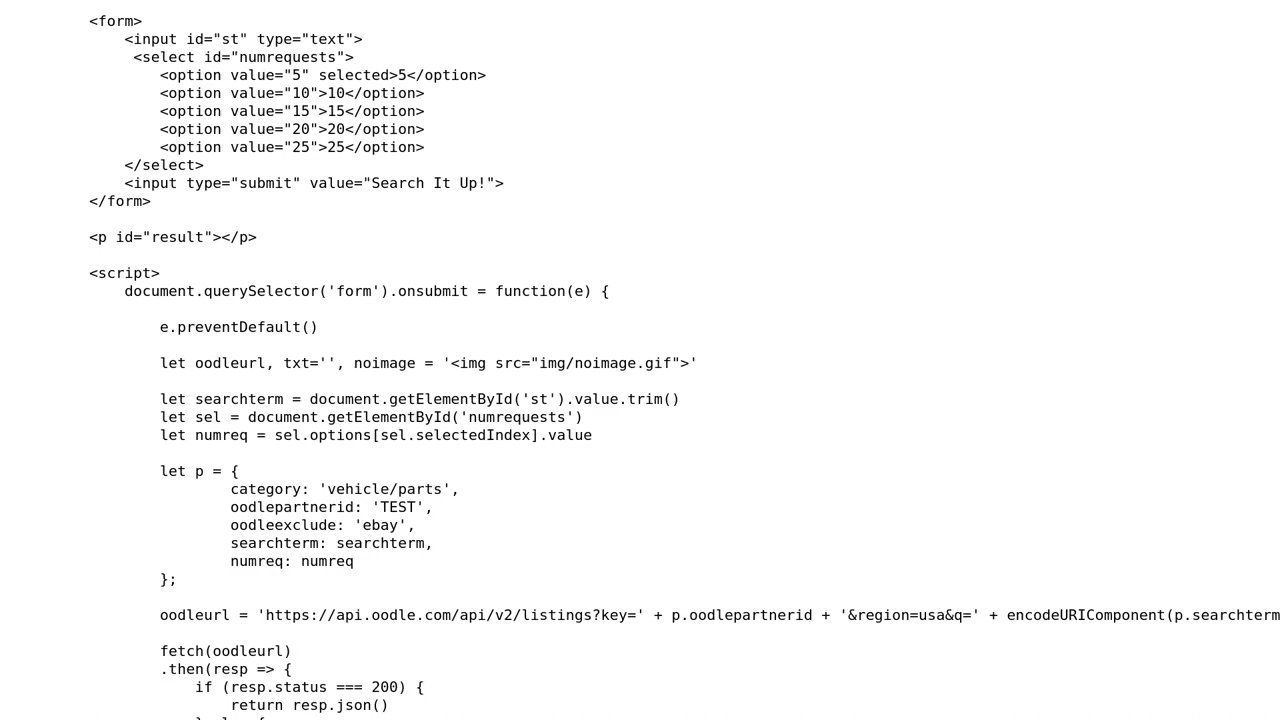 <form>
    <input id="st" type="text">
     <select id="numrequests">
        <option value="5" selected>5</option>
        <option value="10">10</option>
        <option value="15">15</option>
        <option value="20">20</option>
        <option value="25">25</option>
    </select>
    <input type="submit" value="Search It Up!">
</form>

<p id="result"></p>

<script>
    document.querySelector('form').onsubmit = function(e) {

        e.preventDefault()

        let oodleurl, txt='', noimage = '<img src="img/noimage.gif">'

        let searchterm = document.getElementById('st').value.trim()
        let sel = document.getElementById('numrequests')
        let numreq = sel.options[sel.selectedIndex].value

        let p = {
                category: 'vehicle/parts',
                oodlepartnerid: 'TEST',
                oodleexclude: 'ebay',
                searchterm: searchterm,
                numreq: numreq
        };

        oodleurl = 'https://api.oodle.com/api/v2/listings?key=' + p.oodlepartnerid + '&region=usa&q=' + encodeURIComponent(p.searchterm

        fetch(oodleurl)
        .then(resp => {
            if (resp.status === 200) {
                return resp.json()